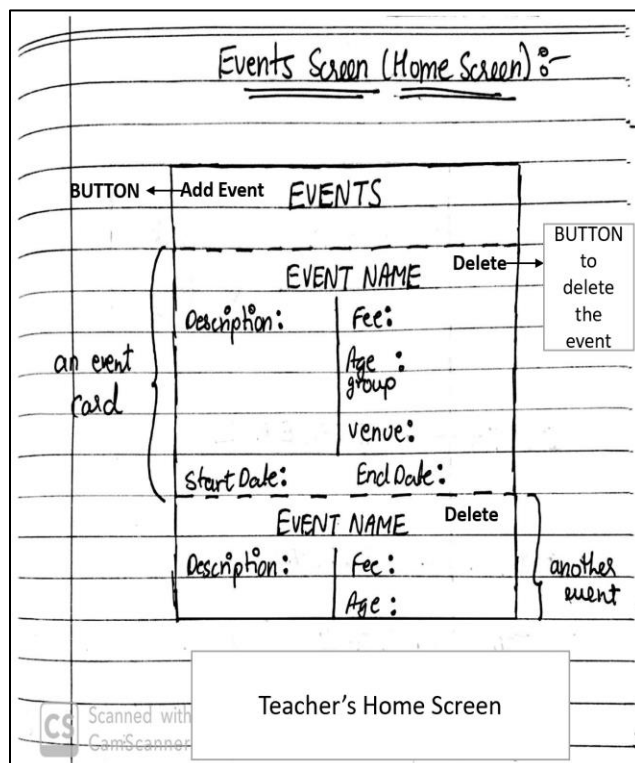 Events Screen (Home Screen) :-
BUTTON
Add Event
EVENTS
BUTTON
to
delete
the
event
EVENT NAME
Delete
Description:
Fee:
Age :
group
Venue:
an event
card
Start Date:
End Date:
EVENT NAME
Delete
Description:
Fee:
Age :
another
event
Teacher's Home Screen
CS
Scanned with
CamScanner